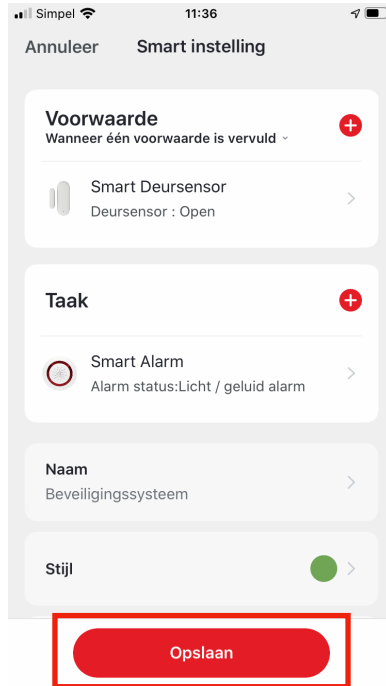 Simpel 11:36
Annuleer Smart instelling
Voorwaarde
Wanneer één voorwaarde is vervuld
Smart Deursensor
Deursensor : Open
Taak
Smart Alarm
Alarm status:Licht / geluid alarm
Naam
Beveiligingssysteem
Stijl
Opslaan